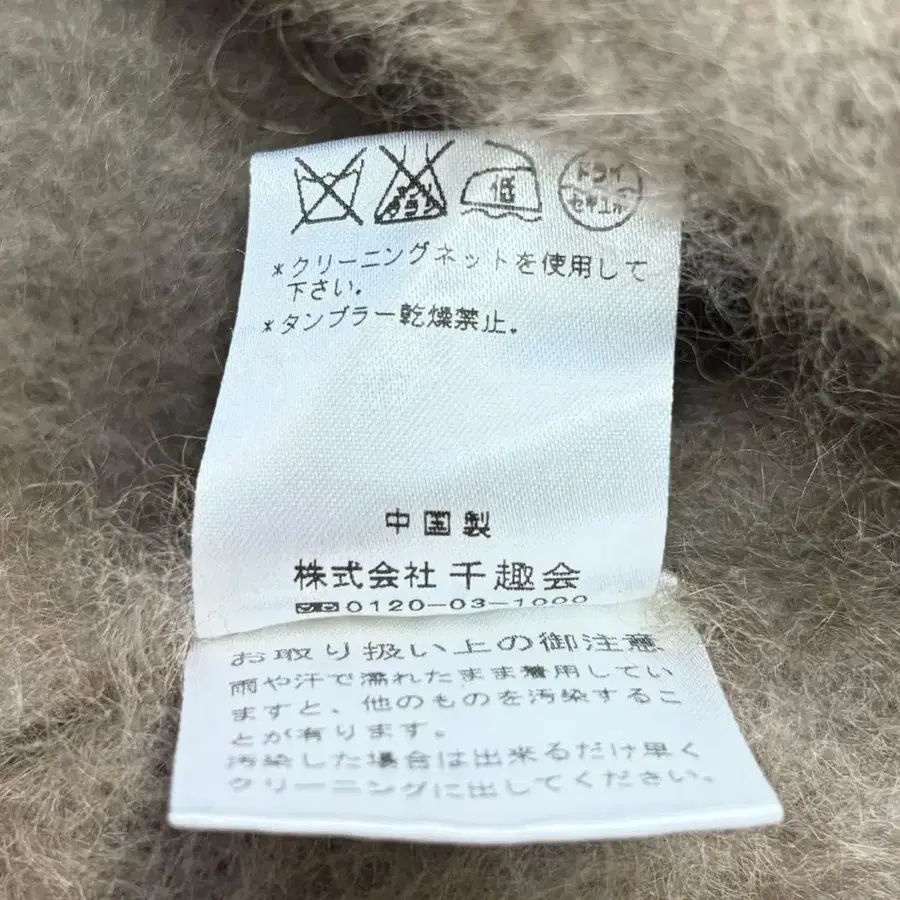 エンソ サラシ
低
ドライ
セキユ系
*クリーニングネットを使用して
下さい。
*タンブラー乾燥禁止。
中国製
株式会社千趣会
0120-03-1000
お取り扱い上の御注意
雨や汗で濡れたまま着用してい
ますと、他のものを汚染するこ
とが有ります。
汚染した場合は出来るだけ早く
クリーニングに出してください。